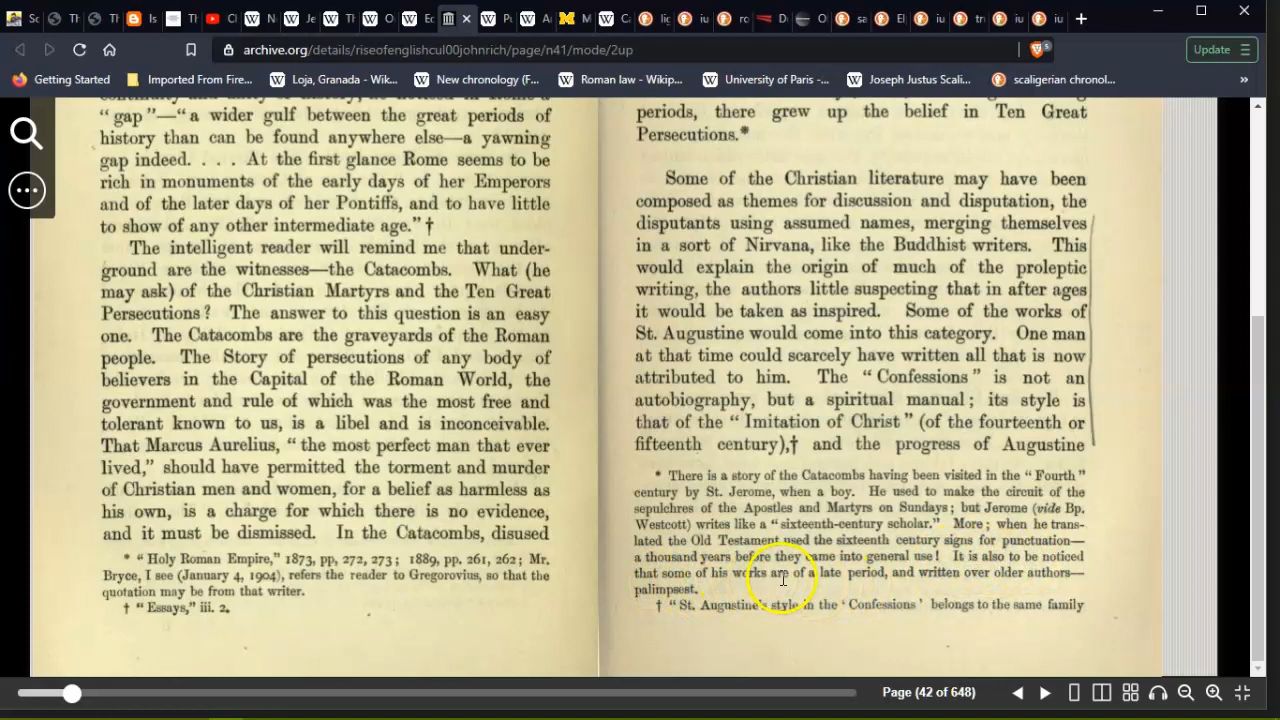 Sc
Th
Th
Is
T
Cl
N
Je
Th
O
Ec
Pu
Ar
M
Ca
lig
iu
ro
D
O
sa
El
iu
ti
iu
iu
archive.org/details/riseofenglishcul00johnrich/page/n41/mode/2up
5
Update
Getting Started
Imported From Fire...
Loja, Granada - Wik...
New chronology (F...
Roman law - Wikip...
University of Paris -...
Joseph Justus Scali...
scaligerian chronol...
»
"gap"—"a wider gulf between the great periods of
history than can be found anywhere else—a yawning
gap indeed. . . . At the first glance Rome seems to be
rich in monuments of the early days of her Emperors
and of the later days of her Pontiffs, and to have little
to show of any other intermediate age."†
The intelligent reader will remind me that under-
ground are the witnesses—the Catacombs. What (he
may ask) of the Christian Martyrs and the Ten Great
Persecutions? The answer to this question is an easy
one. The Catacombs are the graveyards of the Roman
people. The Story of persecutions of any body of
believers in the Capital of the Roman World, the
government and rule of which was the most free and
tolerant known to us, is a libel and is inconceivable.
That Marcus Aurelius, "the most perfect man that ever
lived," should have permitted the torment and murder
of Christian men and women, for a belief as harmless as
his own, is a charge for which there is no evidence,
and it must be dismissed. In the Catacombs, disused
* "Holy Roman Empire," 1873, pp, 272, 273; 1889, pp. 261, 262; Mr.
Bryce, I see (January 4, 1904), refers the reader to Gregorovius, so that the
quotation may be from that writer.
† "Essays," iii. 2.
periods, there grew up the belief in Ten Great
Persecutions.*
Some of the Christian literature may have been
composed as themes for discussion and disputation, the
disputants using assumed names, merging themselves
in a sort of Nirvana, like the Buddhist writers. This
would explain the origin of much of the proleptic
writing, the authors little suspecting that in after ages
it would be taken as inspired. Some of the works of
St. Augustine would come into this category. One man
at that time could scarcely have written all that is now
attributed to him. The "Confessions" is not an
autobiography, but a spiritual manual; its style is
that of the "Imitation of Christ" (of the fourteenth or
fifteenth century),† and the progress of Augustine
* There is a story of the Catacombs having been visited in the "Fourth"
century by St. Jerome, when a boy. He used to make the circuit of the
sepulchres of the Apostles and Martyrs on Sundays; but Jerome (vide Bp.
Westcott) writes like a "sixteenth-century scholar." More; when he trans-
lated the Old Testament used the sixteenth century signs for punctuation—
a thousand years before they came into general use! It is also to be noticed
that some of his works are of a late period, and written over older authors—
palimpsest.
† "St. Augustine's style in the 'Confessions' belongs to the same family
Page (42 of 648)